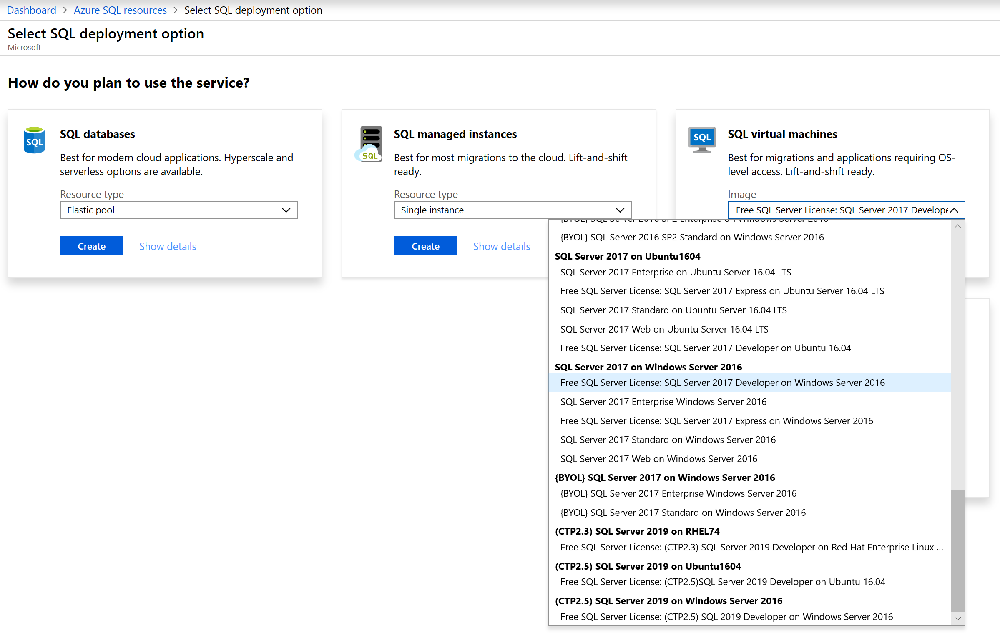 Dashboard > Azure SQL resources > Select SQL deployment option
Select SQL deployment option
Microsoft
How do you plan to use the service?
SQL
SQL databases
Best for modern cloud applications. Hyperscale and
serverless options are available.
Resource type
Elastic pool
Create
Show details
SQL
SQL managed instances
Best for most migrations to the cloud. Lift-and-shift
ready.
Resource type
Single instance
Create
Show details
SQL
SQL virtual machines
Best for migrations and applications requiring OS-
level access. Lift-and-shift ready.
Image
Free SQL Server License: SQL Server 2017 Develope
{BYOL} SQL Server 2016 SP2 Enterprise on Windows Server 2016
{BYOL} SQL Server 2016 SP2 Standard on Windows Server 2016
SQL Server 2017 on Ubuntu1604
SQL Server 2017 Enterprise on Ubuntu Server 16.04 LTS
Free SQL Server License: SQL Server 2017 Express on Ubuntu Server 16.04 LTS
SQL Server 2017 Standard on Ubuntu Server 16.04 LTS
SQL Server 2017 Web on Ubuntu Server 16.04 LTS
Free SQL Server License: SQL Server 2017 Developer on Ubuntu 16.04
SQL Server 2017 on Windows Server 2016
Free SQL Server License: SQL Server 2017 Developer on Windows Server 2016
SQL Server 2017 Enterprise Windows Server 2016
Free SQL Server License: SQL Server 2017 Express on Windows Server 2016
SQL Server 2017 Standard on Windows Server 2016
SQL Server 2017 Web on Windows Server 2016
{BYOL} SQL Server 2017 on Windows Server 2016
{BYOL} SQL Server 2017 Enterprise Windows Server 2016
{BYOL} SQL Server 2017 Standard on Windows Server 2016
(CTP2.3) SQL Server 2019 on RHEL74
Free SQL Server License: (CTP2.3) SQL Server 2019 Developer on Red Hat Enterprise Linux ...
(CTP2.5) SQL Server 2019 on Ubuntu1604
Free SQL Server License: (CTP2.5)SQL Server 2019 Developer on Ubuntu 16.04
(CTP2.5) SQL Server 2019 on Windows Server 2016
Free SQL Server License: (CTP2.5) SQL 2019 Developer on Windows Server 2016